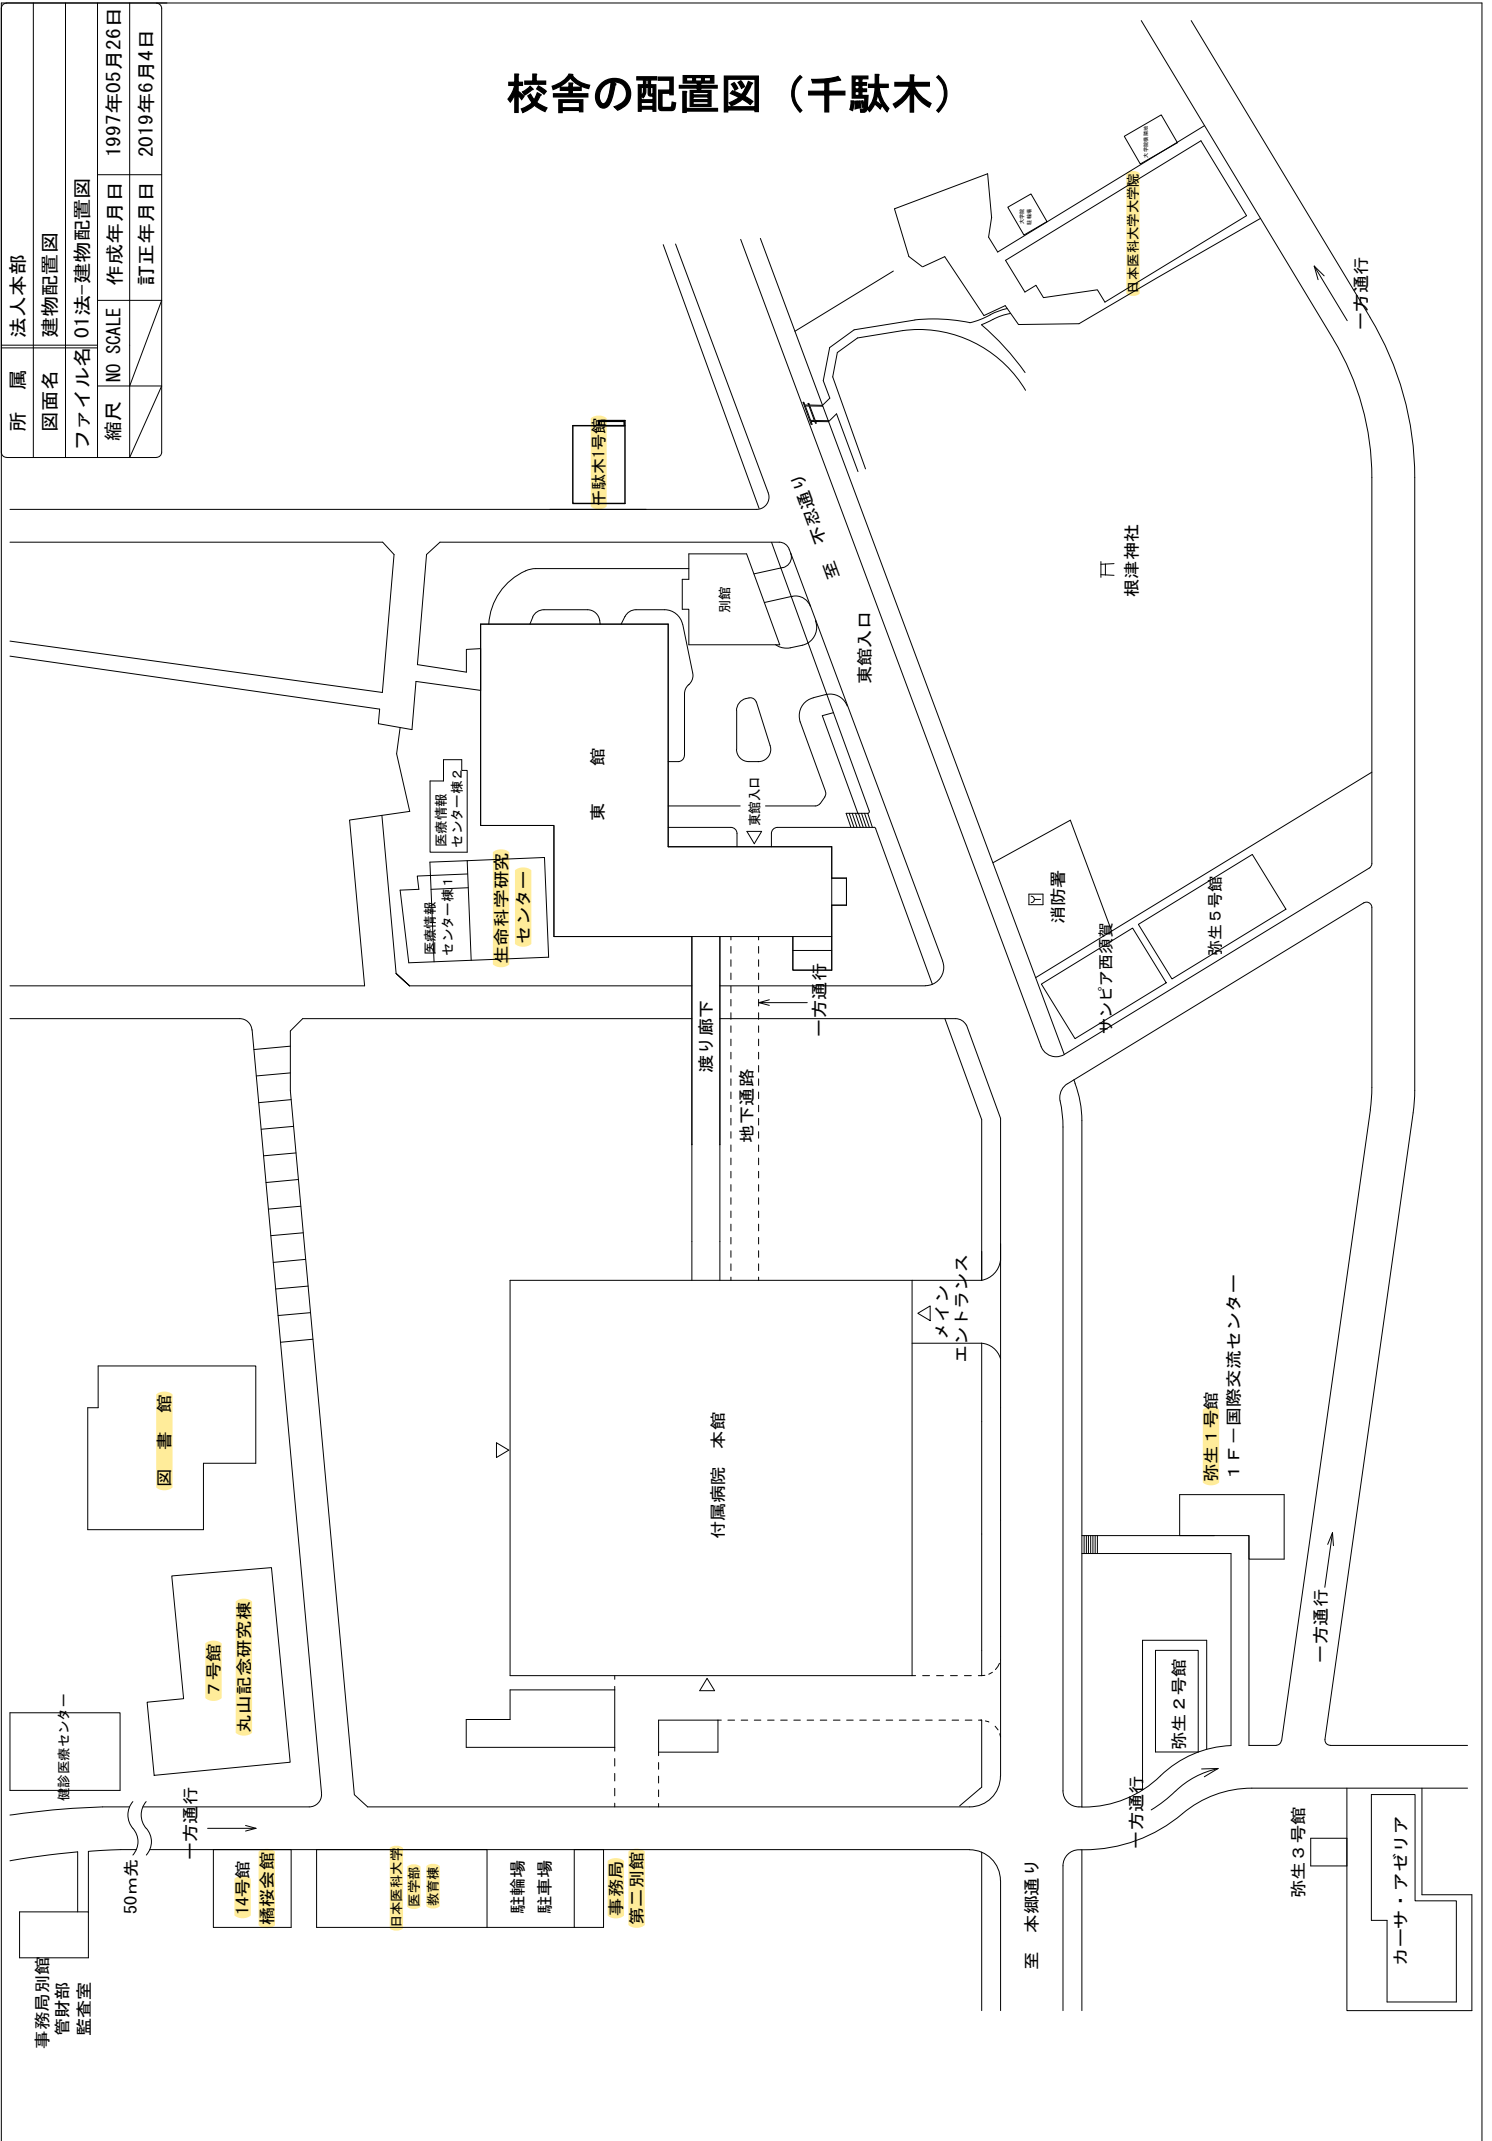 校舎の配置図（千駄木）
所　属　法人本部
図面名　建物配置図
ファイル名　01法-建物配置図
縮尺　NO SCALE　作成年月日　1997年05月26日
訂正年月日　2019年6月4日
日本医科大学大学院
一方通行
千駄木1号館
至　不忍通り
別館
根津神社
東館入口
東　館
東館入口
医療情報
センター棟2
医療情報
センター棟1
生命科学研究
センター
消防署
弥生5号館
サンピア西須賀
一方通行
渡り廊下
地下通路
メイン
エントランス
付属病院　本館
図　書　館
弥生1号館
1F－国際交流センター
7号館
丸山記念研究棟
健診医療センター
一方通行
弥生2号館
一方通行
一方通行
50m先
14号館
橘桜会館
日本医科大学
医学部
教育棟
駐輪場
駐車場
事務局
第二別館
至　本郷通り
弥生3号館
カーサ・アゼリア
事務局別館
管財部
監査室